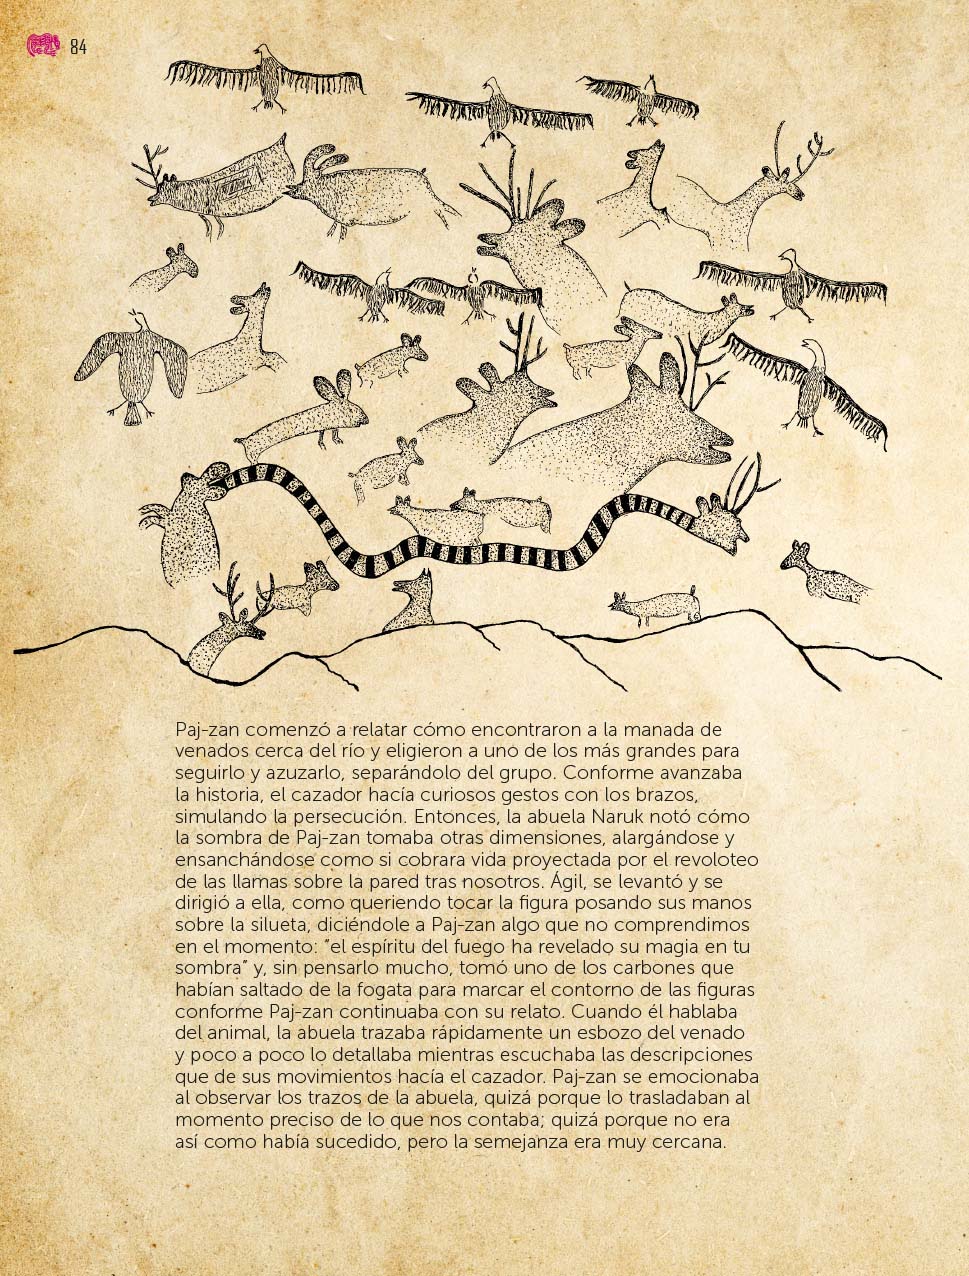 84
Paj-zan comenzó a relatar cómo encontraron a la manada de
venados cerca del río y eligieron a uno de los más grandes para
seguirlo y azuzarlo, separándolo del grupo. Conforme avanzaba
la historia, el cazador hacía curiosos gestos con los brazos,
simulando la persecución. Entonces, la abuela Naruk notó cómo
la sombra de Paj-zan tomaba otras dimensiones, alargándose y
ensanchándose como si cobrara vida proyectada por el revoloteo
de las llamas sobre la pared tras nosotros. Ágil, se levantó y se
dirigió a ella, como queriendo tocar la figura posando sus manos
sobre la silueta, diciéndole a Paj-zan algo que no comprendimos
en el momento: “el espíritu del fuego ha revelado su magia en tu
sombra” y, sin pensarlo mucho, tomó uno de los carbones que
habían saltado de la fogata para marcar el contorno de las figuras
conforme Paj-zan continuaba con su relato. Cuando él hablaba
del animal, la abuela trazaba rápidamente un esbozo del venado
y poco a poco lo detallaba mientras escuchaba las descripciones
que de sus movimientos hacía el cazador. Paj-zan se emocionaba
al observar los trazos de la abuela, quizá porque lo trasladaban al
momento preciso de lo que nos contaba; quizá porque no era
así como había sucedido, pero la semejanza era muy cercana.